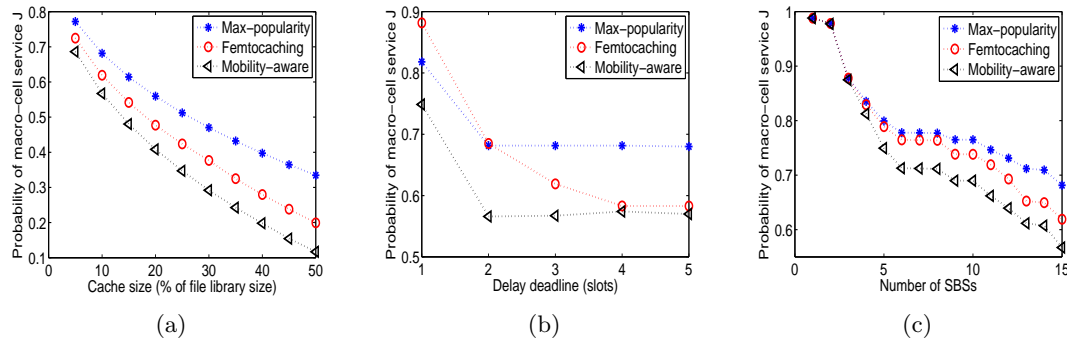 Probability of macro−cell service J
0.8
0.7
0.6
0.5
0.4
0.3
0.2
0.1
10
20
30
40
50
Cache size (% of file library size)
Max−popularity
Femtocaching
Mobility−aware
(a)
Probability of macro−cell service J
0.9
0.8
0.7
0.6
0.5
1
2
3
4
5
Delay deadline (slots)
Max−popularity
Femtocaching
Mobility−aware
(b)
Probability of macro−cell service J
1
0.9
0.8
0.7
0.6
0
5
10
15
Number of SBSs
Max−popularity
Femtocaching
Mobility−aware
(c)